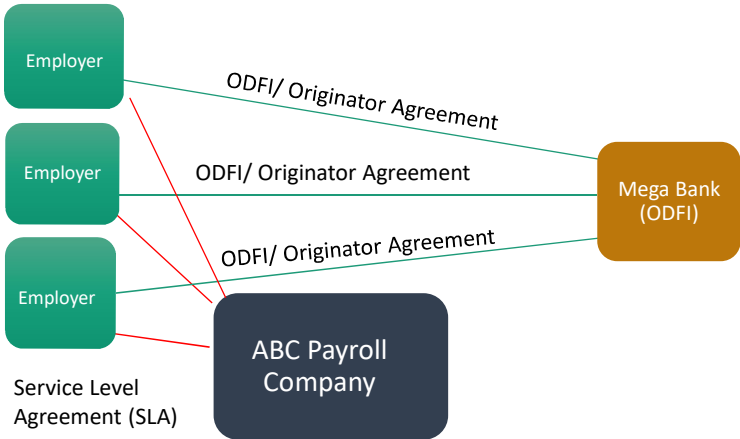 Employer
ODFI/ Originator Agreement
Employer
ODFI/ Originator Agreement
Mega Bank
(ODFI)
Employer
ODFI/ Originator Agreement
ABC Payroll
Company
Service Level
Agreement (SLA)